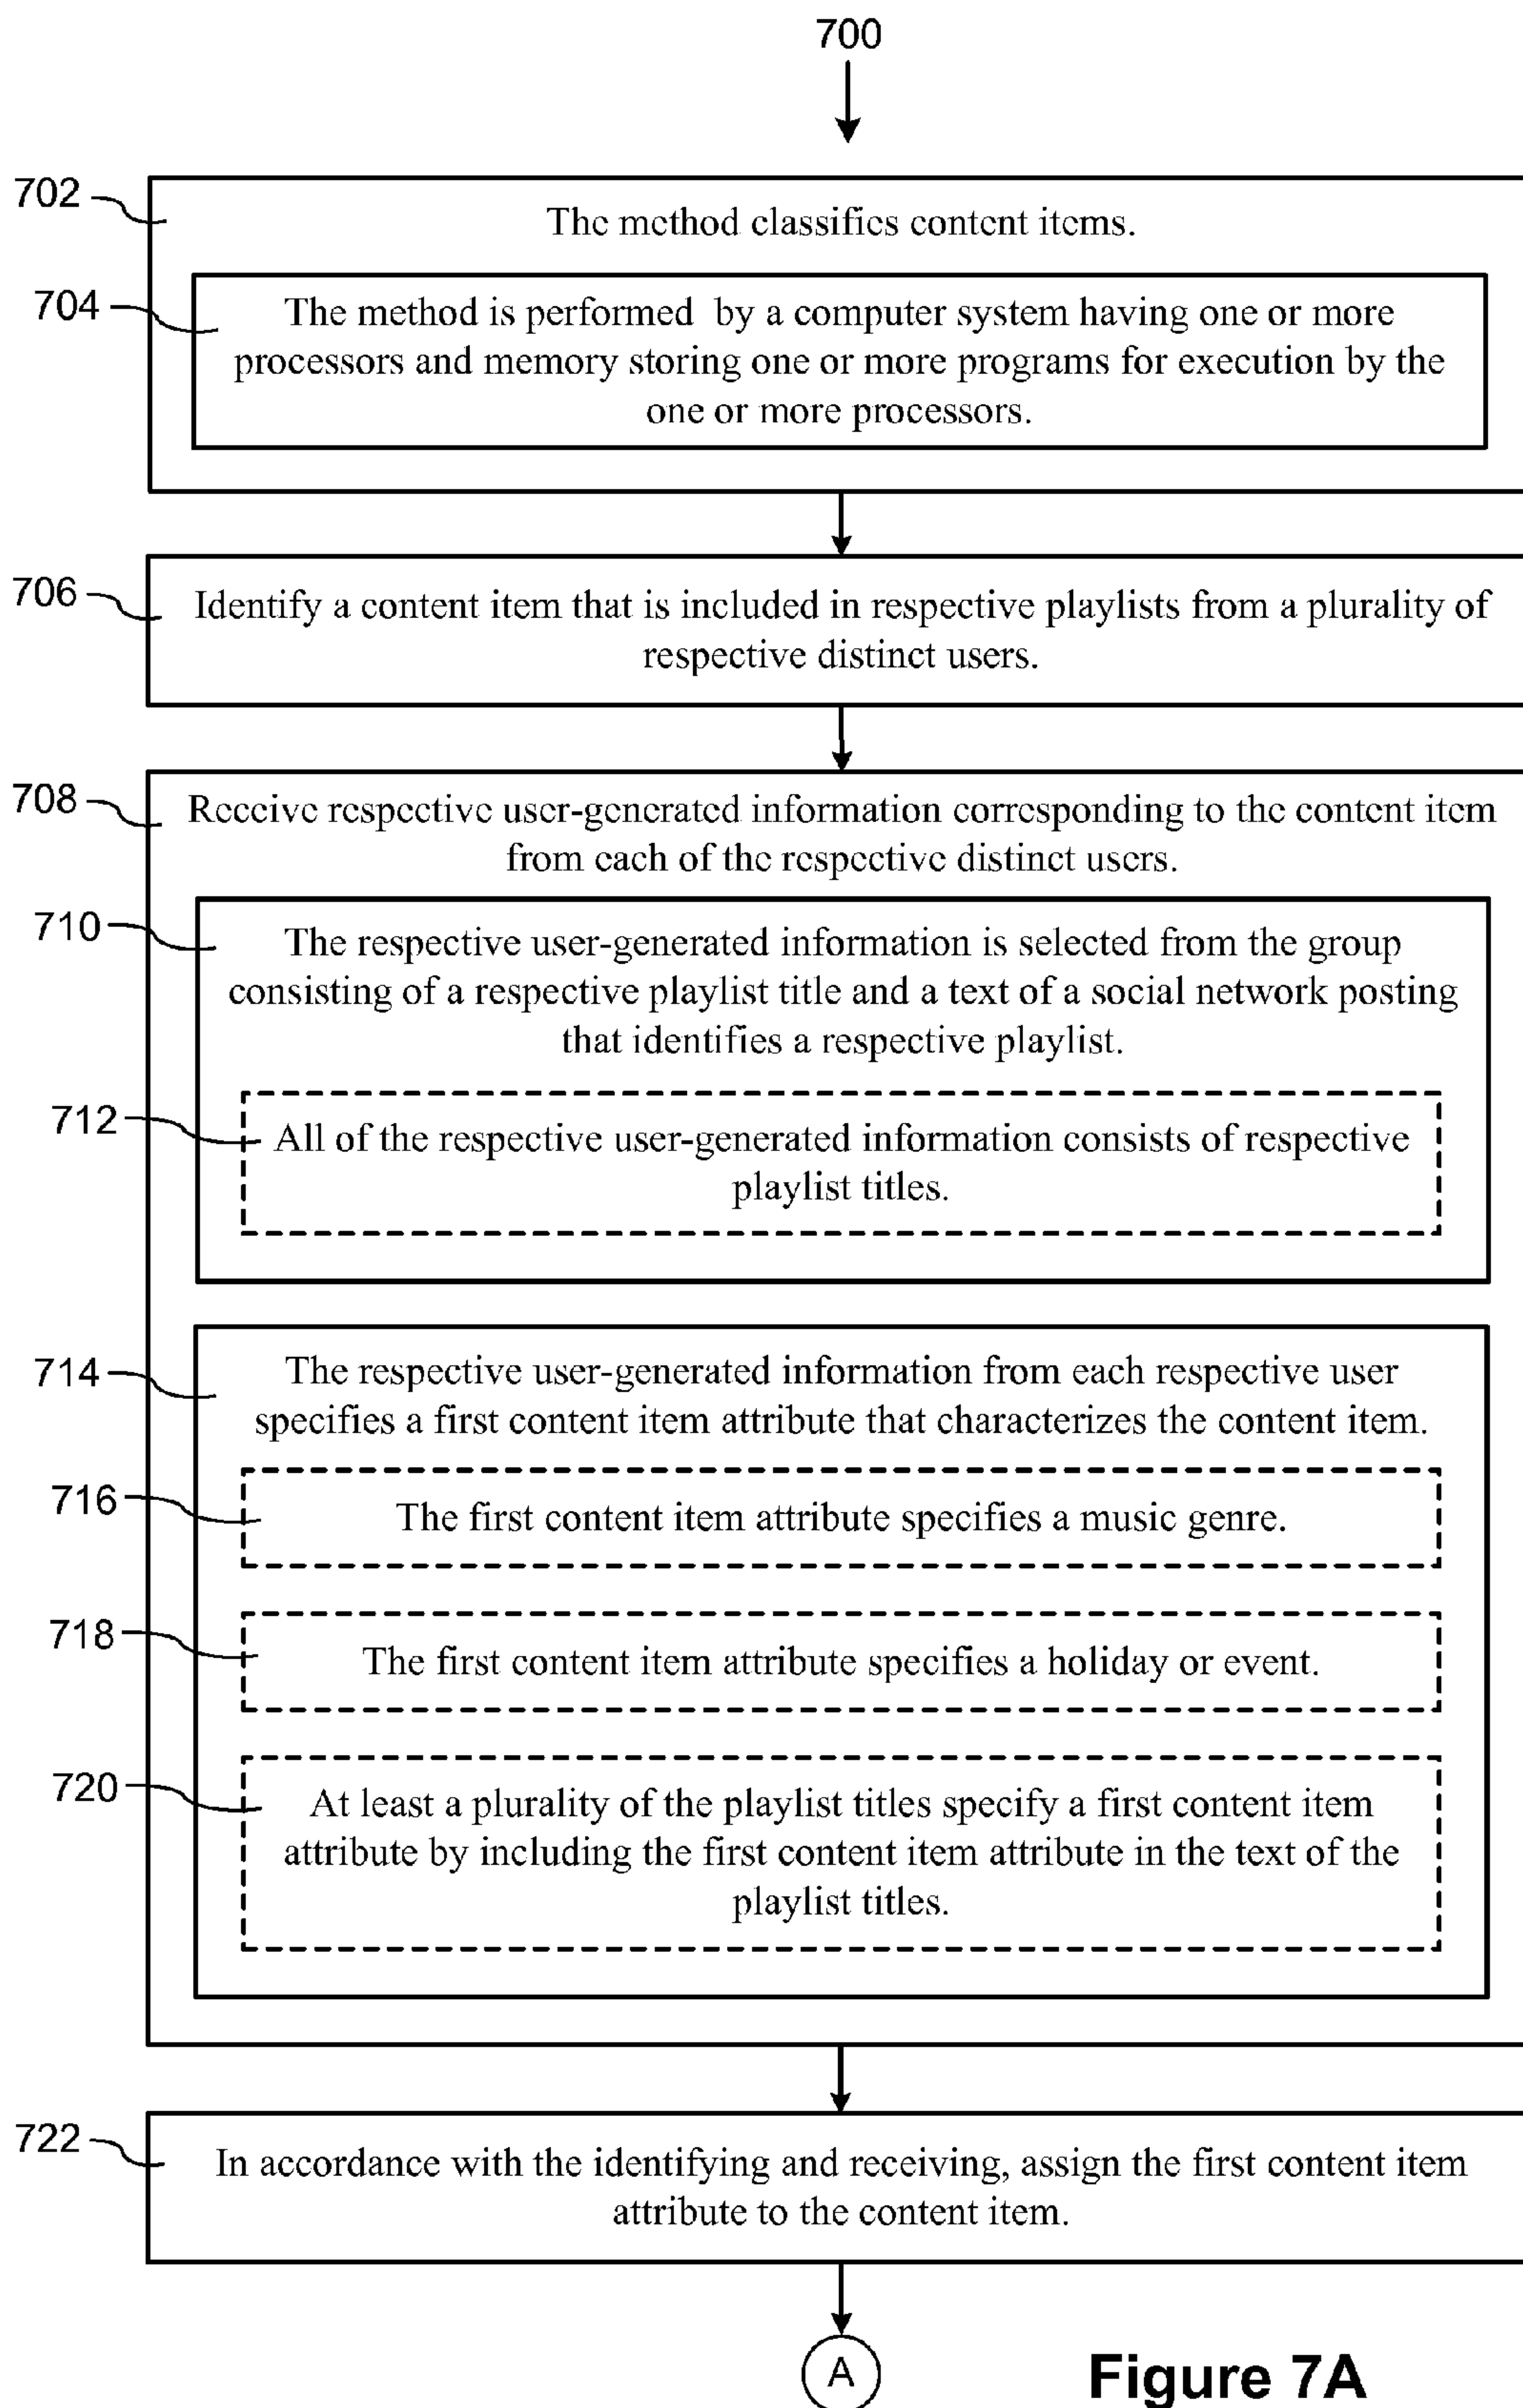 700
702
The method classifies content items.
704
The method is performed by a computer system having one or more
processors and memory storing one or more programs for execution by the
one or more processors.
706
Identify a content item that is included in respective playlists from a plurality of
respective distinct users.
708
Receive respective user-generated information corresponding to the content item
from each of the respective distinct users.
710
The respective user-generated information is selected from the group
consisting of a respective playlist title and a text of a social network posting
that identifies a respective playlist.
712
All of the respective user-generated information consists of respective
playlist titles.
714
The respective user-generated information from each respective user
specifies a first content item attribute that characterizes the content item.
716
The first content item attribute specifies a music genre.
718
The first content item attribute specifies a holiday or event.
720
At least a plurality of the playlist titles specify a first content item
attribute by including the first content item attribute in the text of the
playlist titles.
722
In accordance with the identifying and receiving, assign the first content item
attribute to the content item.
A
Figure 7A